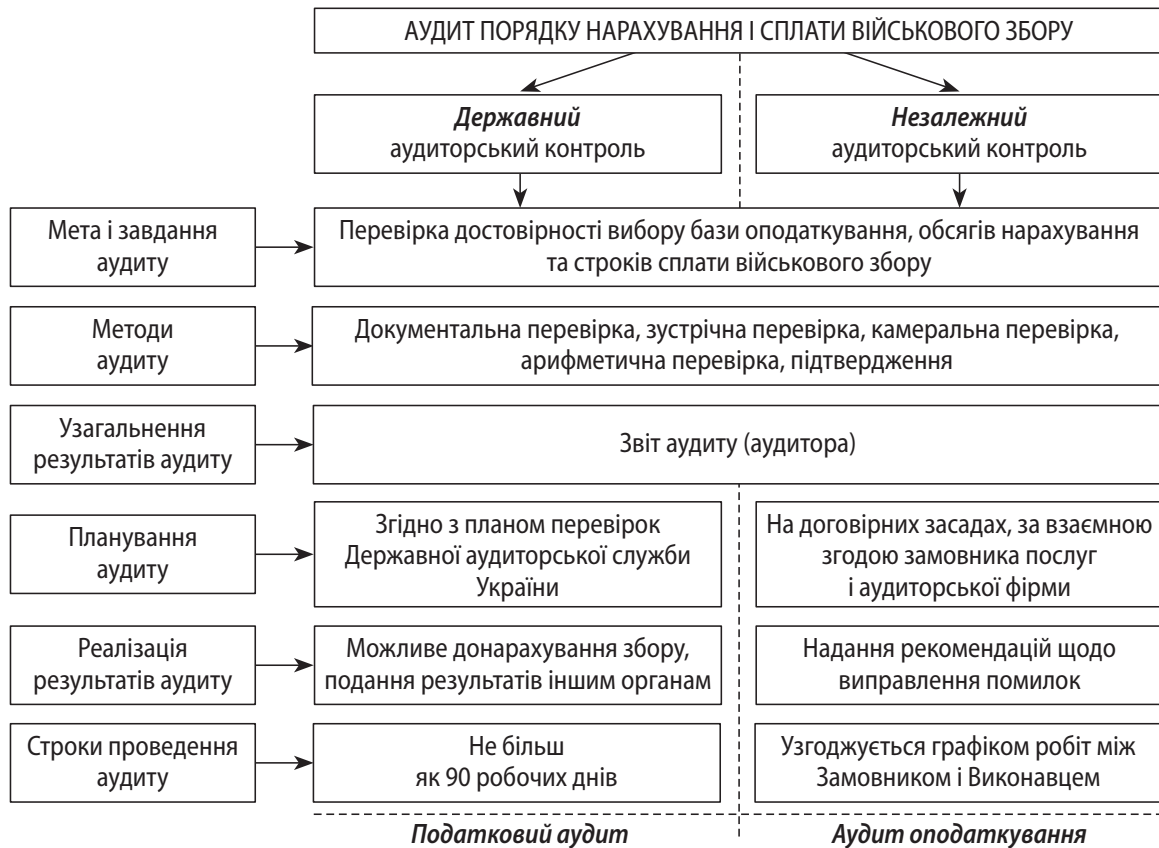 АУДИТ ПОРЯДКУ НАРАХУВАННЯ І СПЛАТИ ВІЙСЬКОВОГО ЗБОРУ
Державний
аудиторський контроль
Незалежний
аудиторський контроль
Мета і завдання
аудиту
Перевірка достовірності вибору бази оподаткування, обсягів нарахування
та строків сплати військового збору
Методи
аудиту
Документальна перевірка, зустрічна перевірка, камеральна перевірка,
арифметична перевірка, підтвердження
Узагальнення
результатів аудиту
Звіт аудиту (аудитора)
Планування
аудиту
Згідно з планом перевірок
Державної аудиторської служби
України
На договірних засадах, за взаємною
згодою замовника послуг
і аудиторської фірми
Реалізація
результатів аудиту
Можливе донарахування збору,
подання результатів іншим органам
Надання рекомендацій щодо
виправлення помилок
Строки проведення
аудиту
Не більш
як 90 робочих днів
Узгоджується графіком робіт між
Замовником і Виконавцем
Податковий аудит
Аудит оподаткування